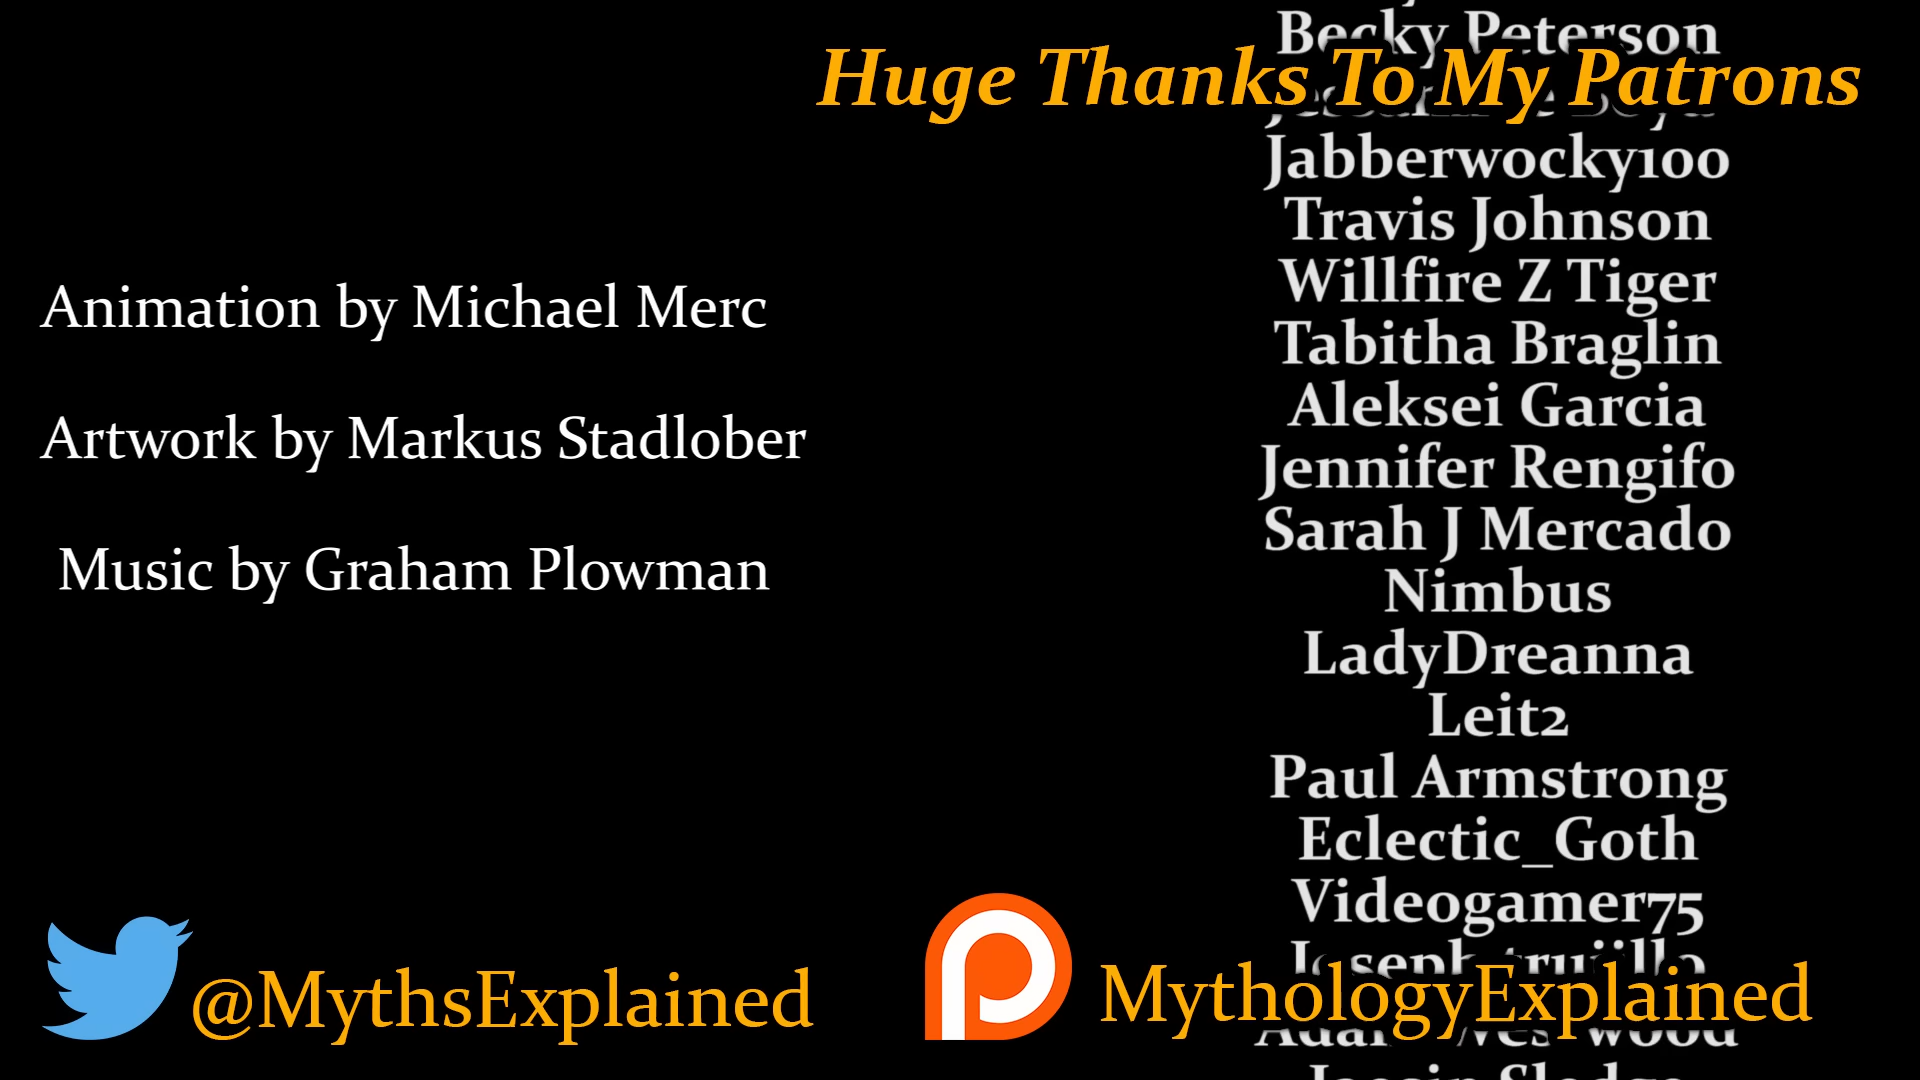 Huge Thanks To My Patrons
Animation by Michael Merc
Artwork by Markus Stadlober
Music by Graham Plowman
Becky Peterson
Jabberwocky100
Travis Johnson
Willfire Z Tiger
Tabitha Braglin
Aleksei Garcia
Jennifer Rengifo
Sarah J Mercado
Nimbus
LadyDreanna
Leit2
Paul Armstrong
Eclectic_Goth
Videogamer75
Joseph trujillo
@MythsExplained
MythologyExplained